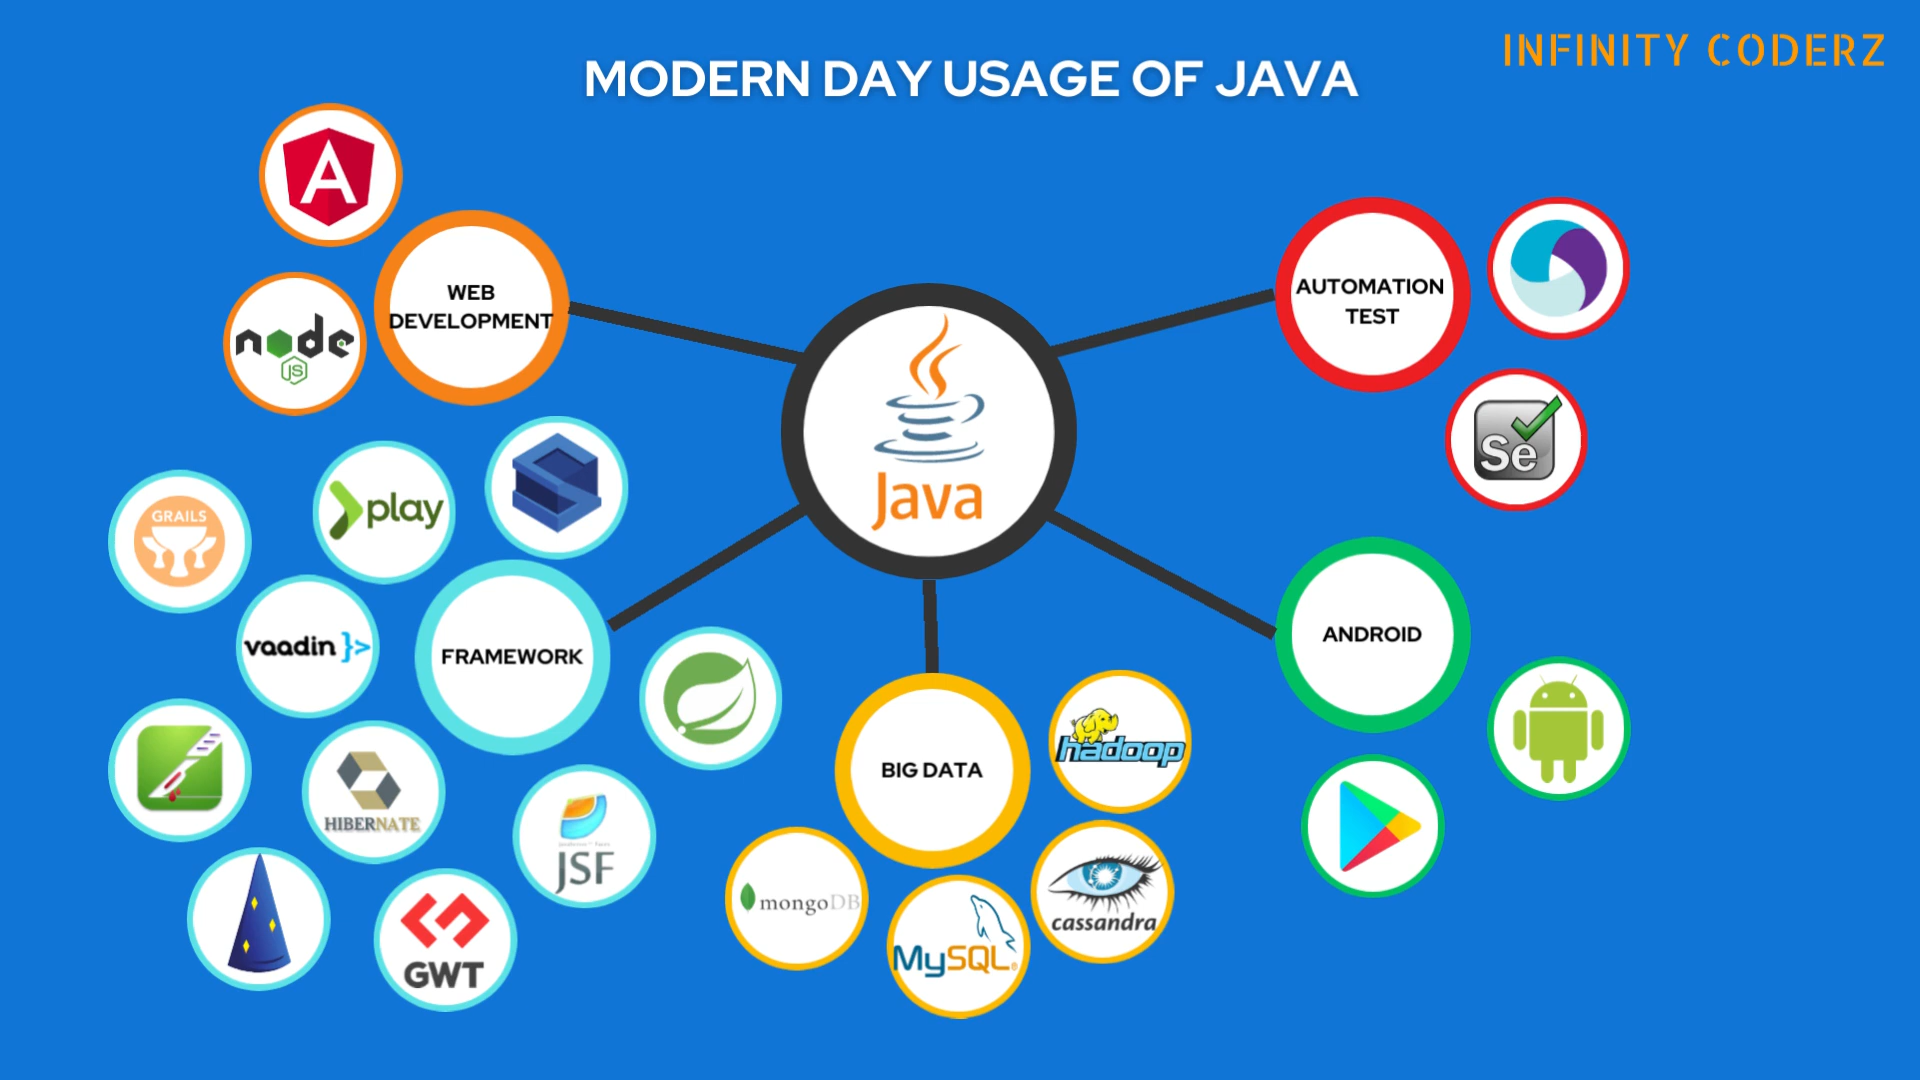 INFINITY CODERZ
MODERN DAY USAGE OF JAVA
WEB
DEVELOPMENT
node
JS
AUTOMATION
TEST
Se
Java
GRAILS
play
vaadin }>
FRAMEWORK
HIBERNATE
JSF
GWT
BIG DATA
hadoop
mongoDB
MySQL
cassandra
ANDROID